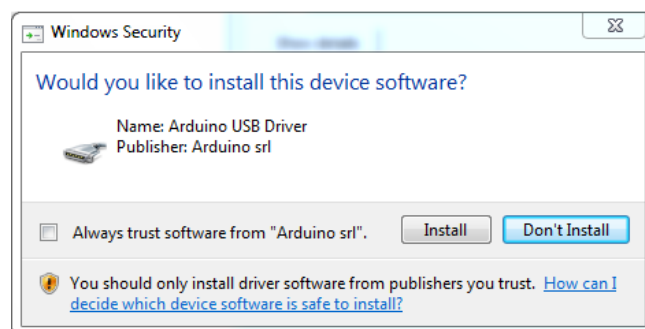 Windows Security
Show details
Would you like to install this device software?
Name: Arduino USB Driver
Publisher: Arduino srl
Always trust software from "Arduino srl".
Install
Don't Install
You should only install driver software from publishers you trust. How can I
decide which device software is safe to install?